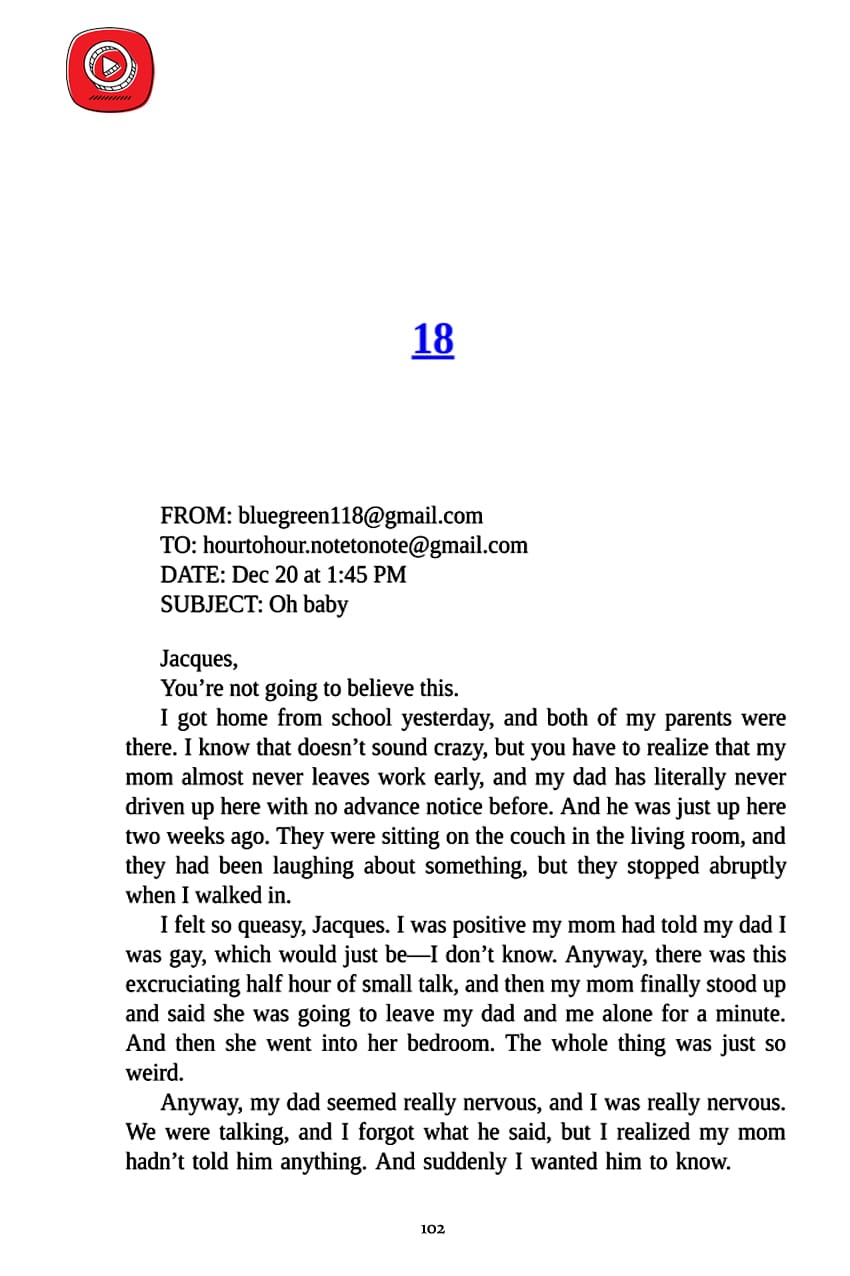 18
FROM: bluegreen118@gmail.com
TO: hourtohour.notetonote@gmail.com
DATE: Dec 20 at 1:45 PM
SUBJECT: Oh baby
Jacques,
You’re not going to believe this.
I got home from school yesterday, and both of my parents were
there. I know that doesn’t sound crazy, but you have to realize that my
mom almost never leaves work early, and my dad has literally never
driven up here with no advance notice before. And he was just up here
two weeks ago. They were sitting on the couch in the living room, and
they had been laughing about something, but they stopped abruptly
when I walked in.
I felt so queasy, Jacques. I was positive my mom had told my dad I
was gay, which would just be—I don’t know. Anyway, there was this
excruciating half hour of small talk, and then my mom finally stood up
and said she was going to leave my dad and me alone for a minute.
And then she went into her bedroom. The whole thing was just so
weird.
Anyway, my dad seemed really nervous, and I was really nervous.
We were talking, and I forgot what he said, but I realized my mom
hadn’t told him anything. And suddenly I wanted him to know.
102